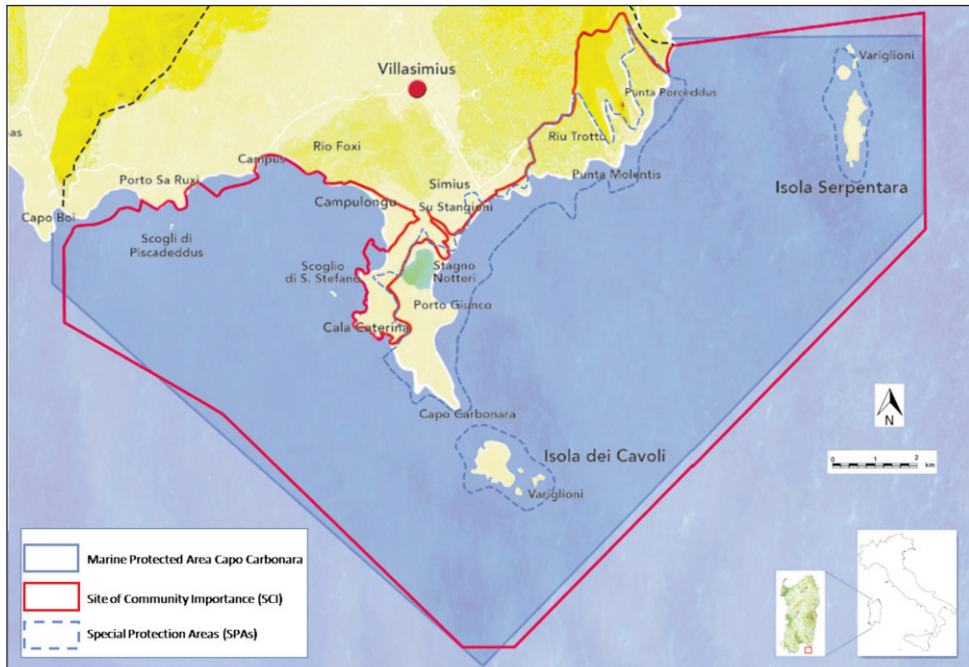 Variglioni
Villasimius
Punta Porceddus
nas
Rio Foxi
Riu Trottu
Campus
Porto Sa Ruxi
Simius
Punta Molentis
Isola Serpentara
Campulongu
Su Stangioni
Capo Boi
Scogli di
Piscadeddus
Scoglio
di S. Stefano
Stagno
Notteri
Porto Giunco
Cala Caterina
Capo Carbonara
N
Isola dei Cavoli
0 1 2
km
Variglioni
Marine Protected Area Capo Carbonara
Site of Community Importance (SCI)
Special Protection Areas (SPAs)